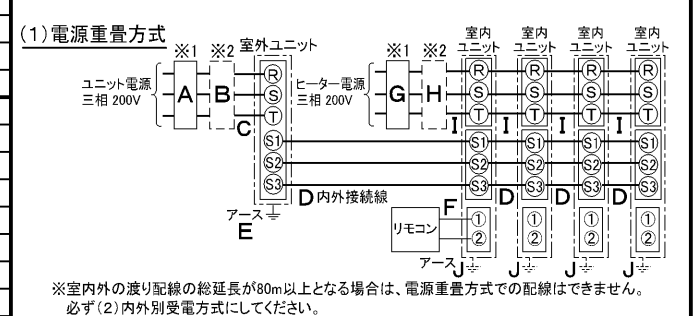 (1)電源重畳方式
※1 ※2 室外ユニット ※1 ※2 室内ユニット 室内ユニット 室内ユニット 室内ユニット
ユニット電源 三相 200V A B C R S T ヒーター電源 三相 200V G H R S T I R S T I R S T I R S T
S1 S1 S1 S1 S1
S2 S2 S2 S2 S2
S3 D内外接続線 S3 D S3 D S3 D S3
アース E リモコン F ① ① ① ①
② ② ② ②
アース J J J J
※室内外の渡り配線の総延長が80m以上となる場合は、電源重畳方式での配線はできません。
必ず(2)内外別受電方式にしてください。